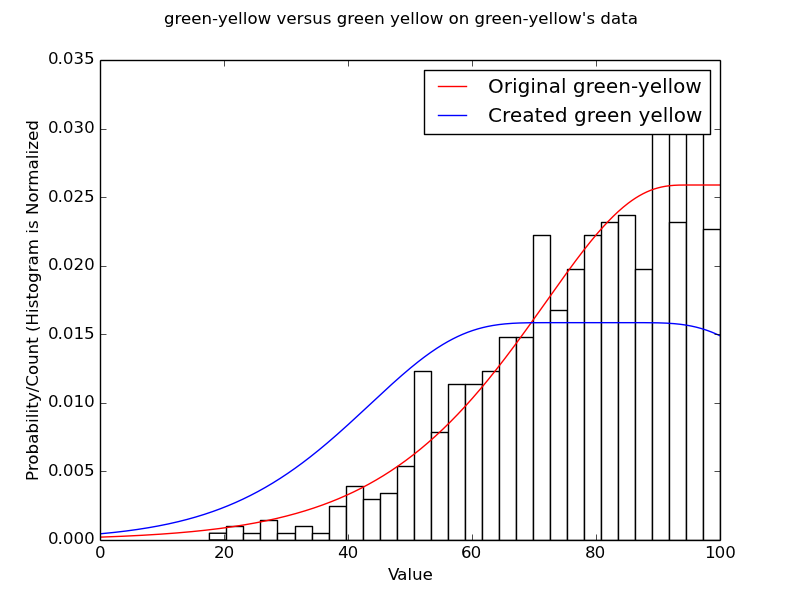 green-yellow versus green yellow on green-yellow's data
Original green-yellow
Created green yellow
Probability/Count (Histogram is Normalized
0.035
0.030
0.025
0.020
0.015
0.010
0.005
0.000
0 20 40 60 80 100
Value